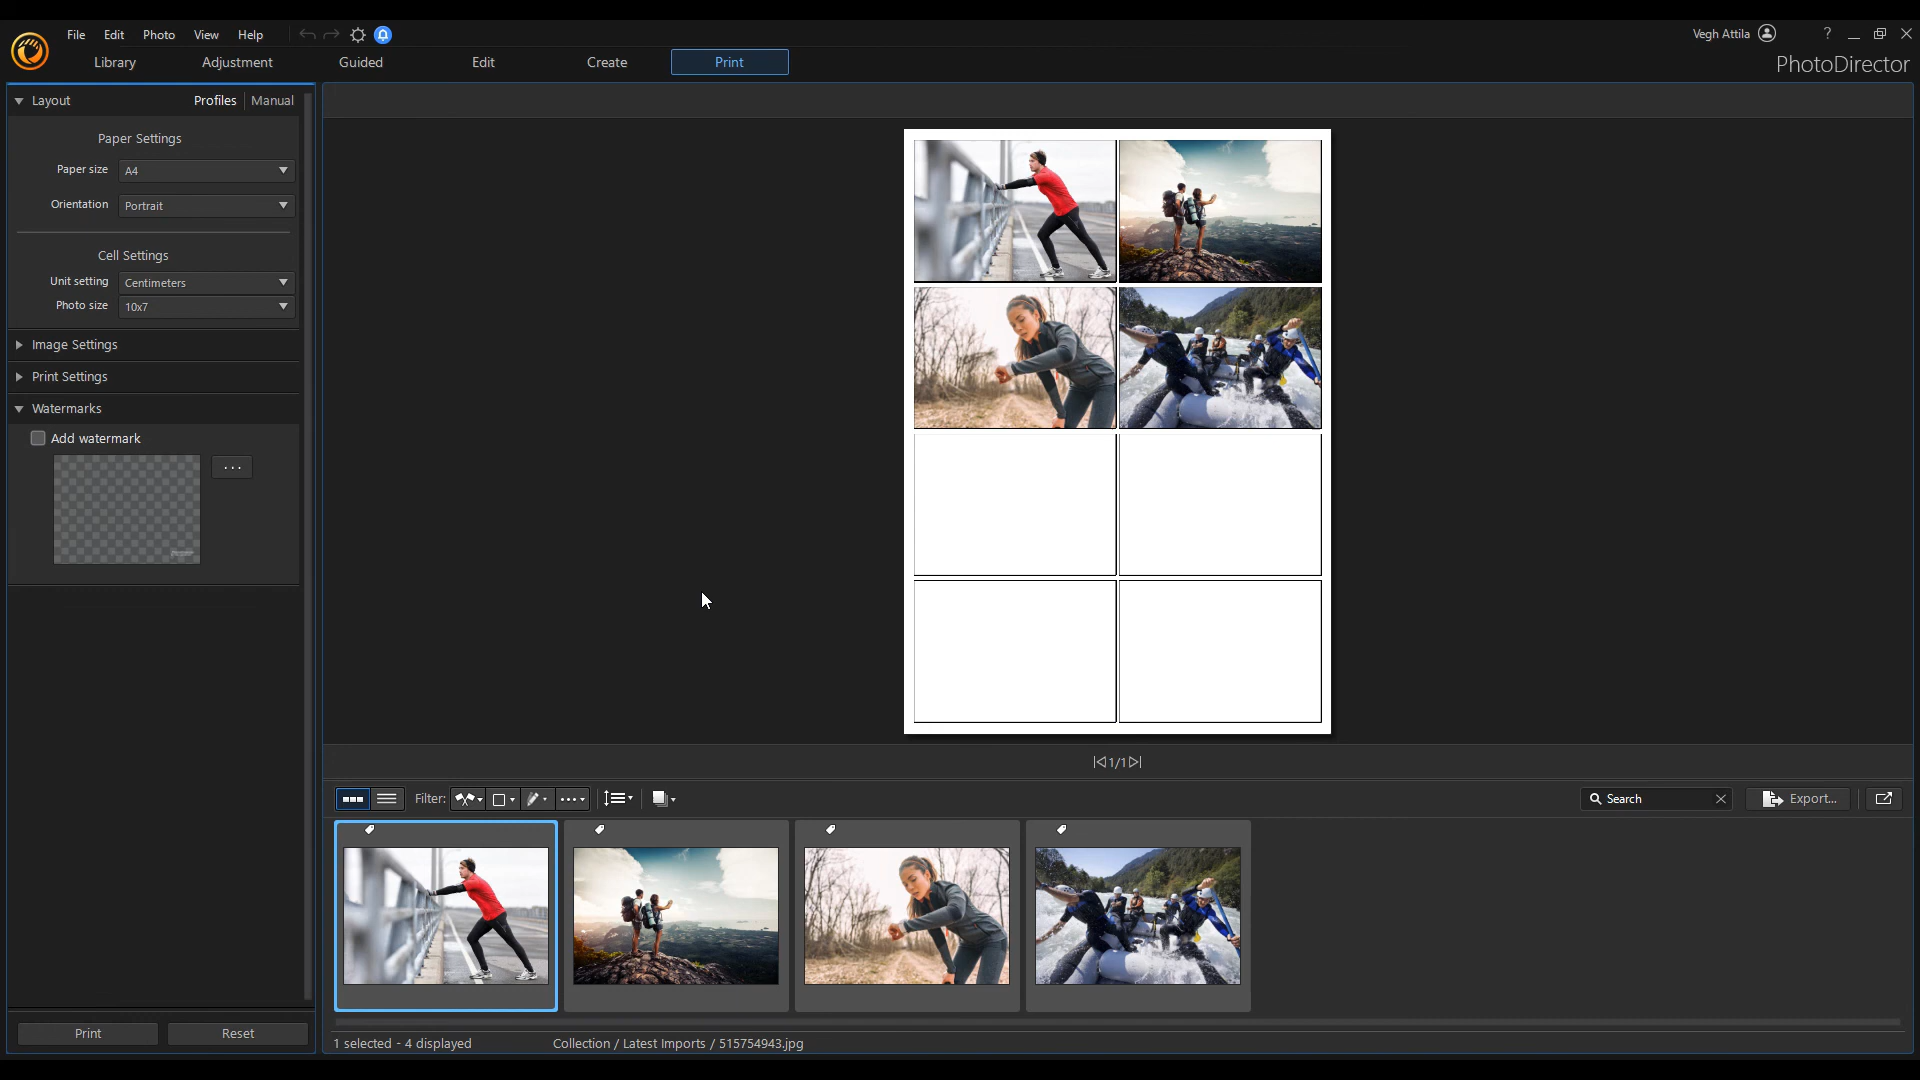 File Edit Photo View Help
Vegh Attila
?
Library Adjustment Guided Edit Create Print
PhotoDirector
Layout Profiles Manual
Paper Settings
Paper size A4
Orientation Portrait
Cell Settings
Unit setting Centimeters
Photo size 10x7
Image Settings
Print Settings
Watermarks
Add watermark
...
1/1
Filter:
Search
Export...
Print Reset
1 selected - 4 displayed
Collection / Latest Imports / 515754943.jpg